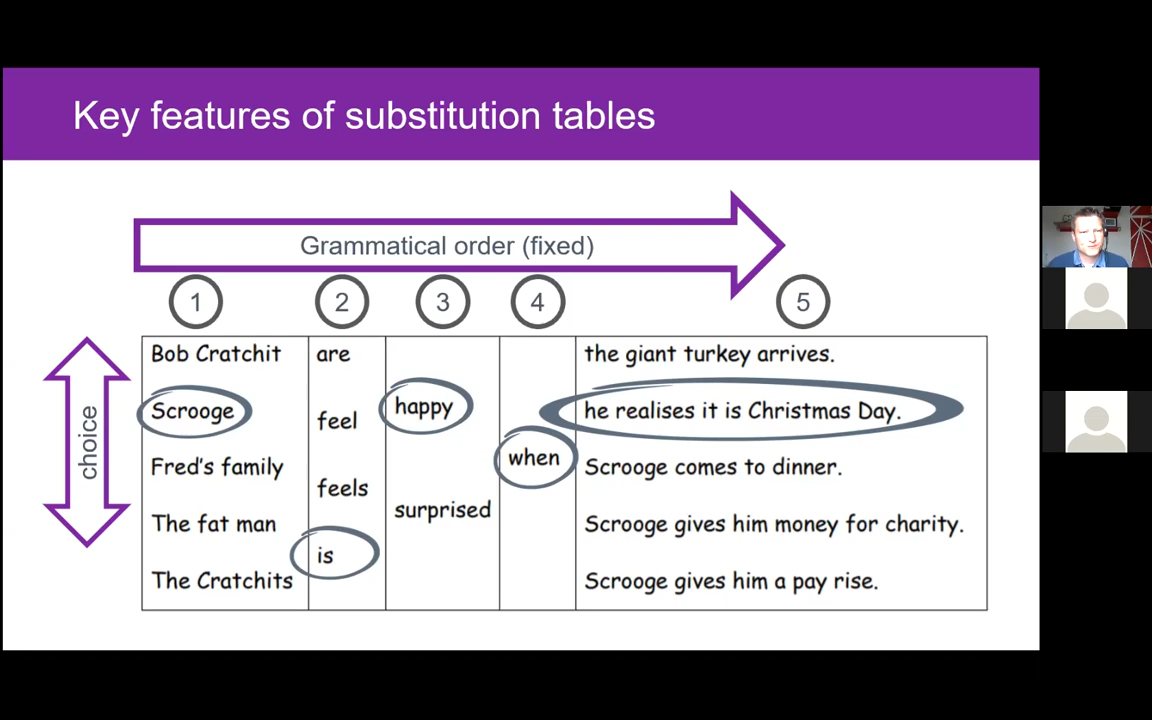 Key features of substitution tables
Grammatical order (fixed)
1 2 3 4 5
choice
Bob Cratchit are the giant turkey arrives.
Scrooge feel happy he realises it is Christmas Day.
Fred's family feels when Scrooge comes to dinner.
The fat man surprised Scrooge gives him money for charity.
The Cratchits is Scrooge gives him a pay rise.